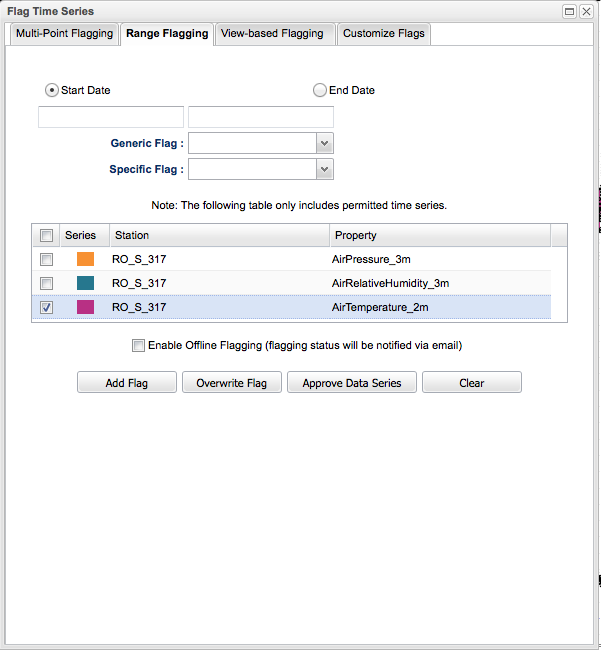 Flag Time Series
Multi-Point Flagging Range Flagging View-based Flagging Customize Flags
Start Date End Date
Generic Flag :
Specific Flag :
Note: The following table only includes permitted time series.
Series Station Property
RO_S_317 AirPressure_3m
RO_S_317 AirRelativeHumidity_3m
RO_S_317 AirTemperature_2m
Enable Offline Flagging (flagging status will be notified via email)
Add Flag Overwrite Flag Approve Data Series Clear